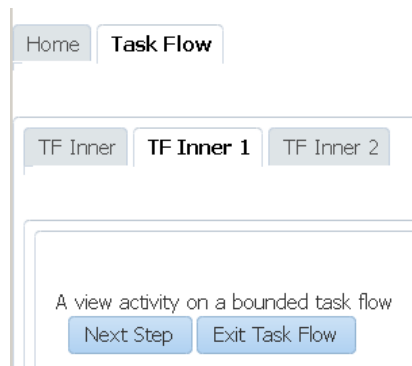 Home Task Flow
TF Inner TF Inner 1 TF Inner 2
A view activity on a bounded task flow
Next Step Exit Task Flow